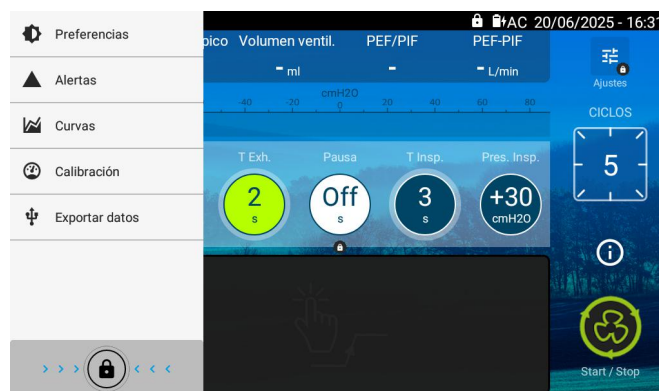 AC 20/06/2025 - 16:31
Preferencias
Alertas
Curvas
Calibración
Exportar datos
pico Volumen ventil. PEF/PIF PEF-PIF
- ml - - L/min
cmH2O
-40 -20 0 20 40 60 80
T Exh. Pausa T Insp. Pres. Insp.
2 Off 3 +30
s s s cmH20
Ajustes
CICLOS
5
Start / Stop